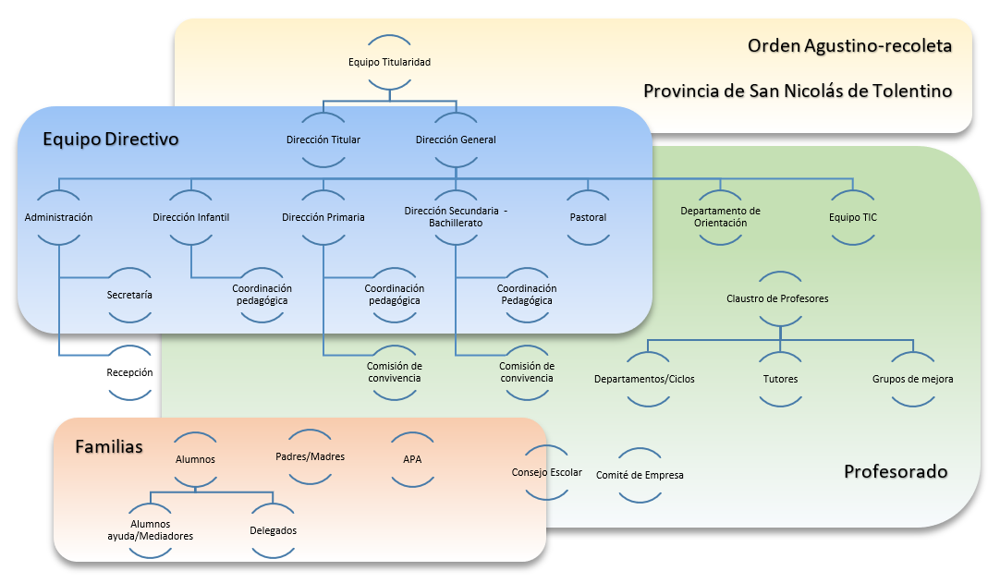 Orden Agustino-recoleta
Equipo Titularidad
Provincia de San Nicolás de Tolentino
Equipo Directivo
Dirección Titular
Dirección General
Administración
Dirección Infantil
Dirección Primaria
Dirección Secundaria -
Bachillerato
Pastoral
Departamento de
Orientación
Equipo TIC
Secretaría
Coordinación
pedagógica
Coordinación
pedagógica
Coordinación
Pedagógica
Claustro de Profesores
Recepción
Comisión de
convivencia
Comisión de
convivencia
Departamentos/Ciclos
Tutores
Grupos de mejora
Familias
Alumnos
Padres/Madres
APA
Consejo Escolar
Comité de Empresa
Profesorado
Alumnos
ayuda/Mediadores
Delegados